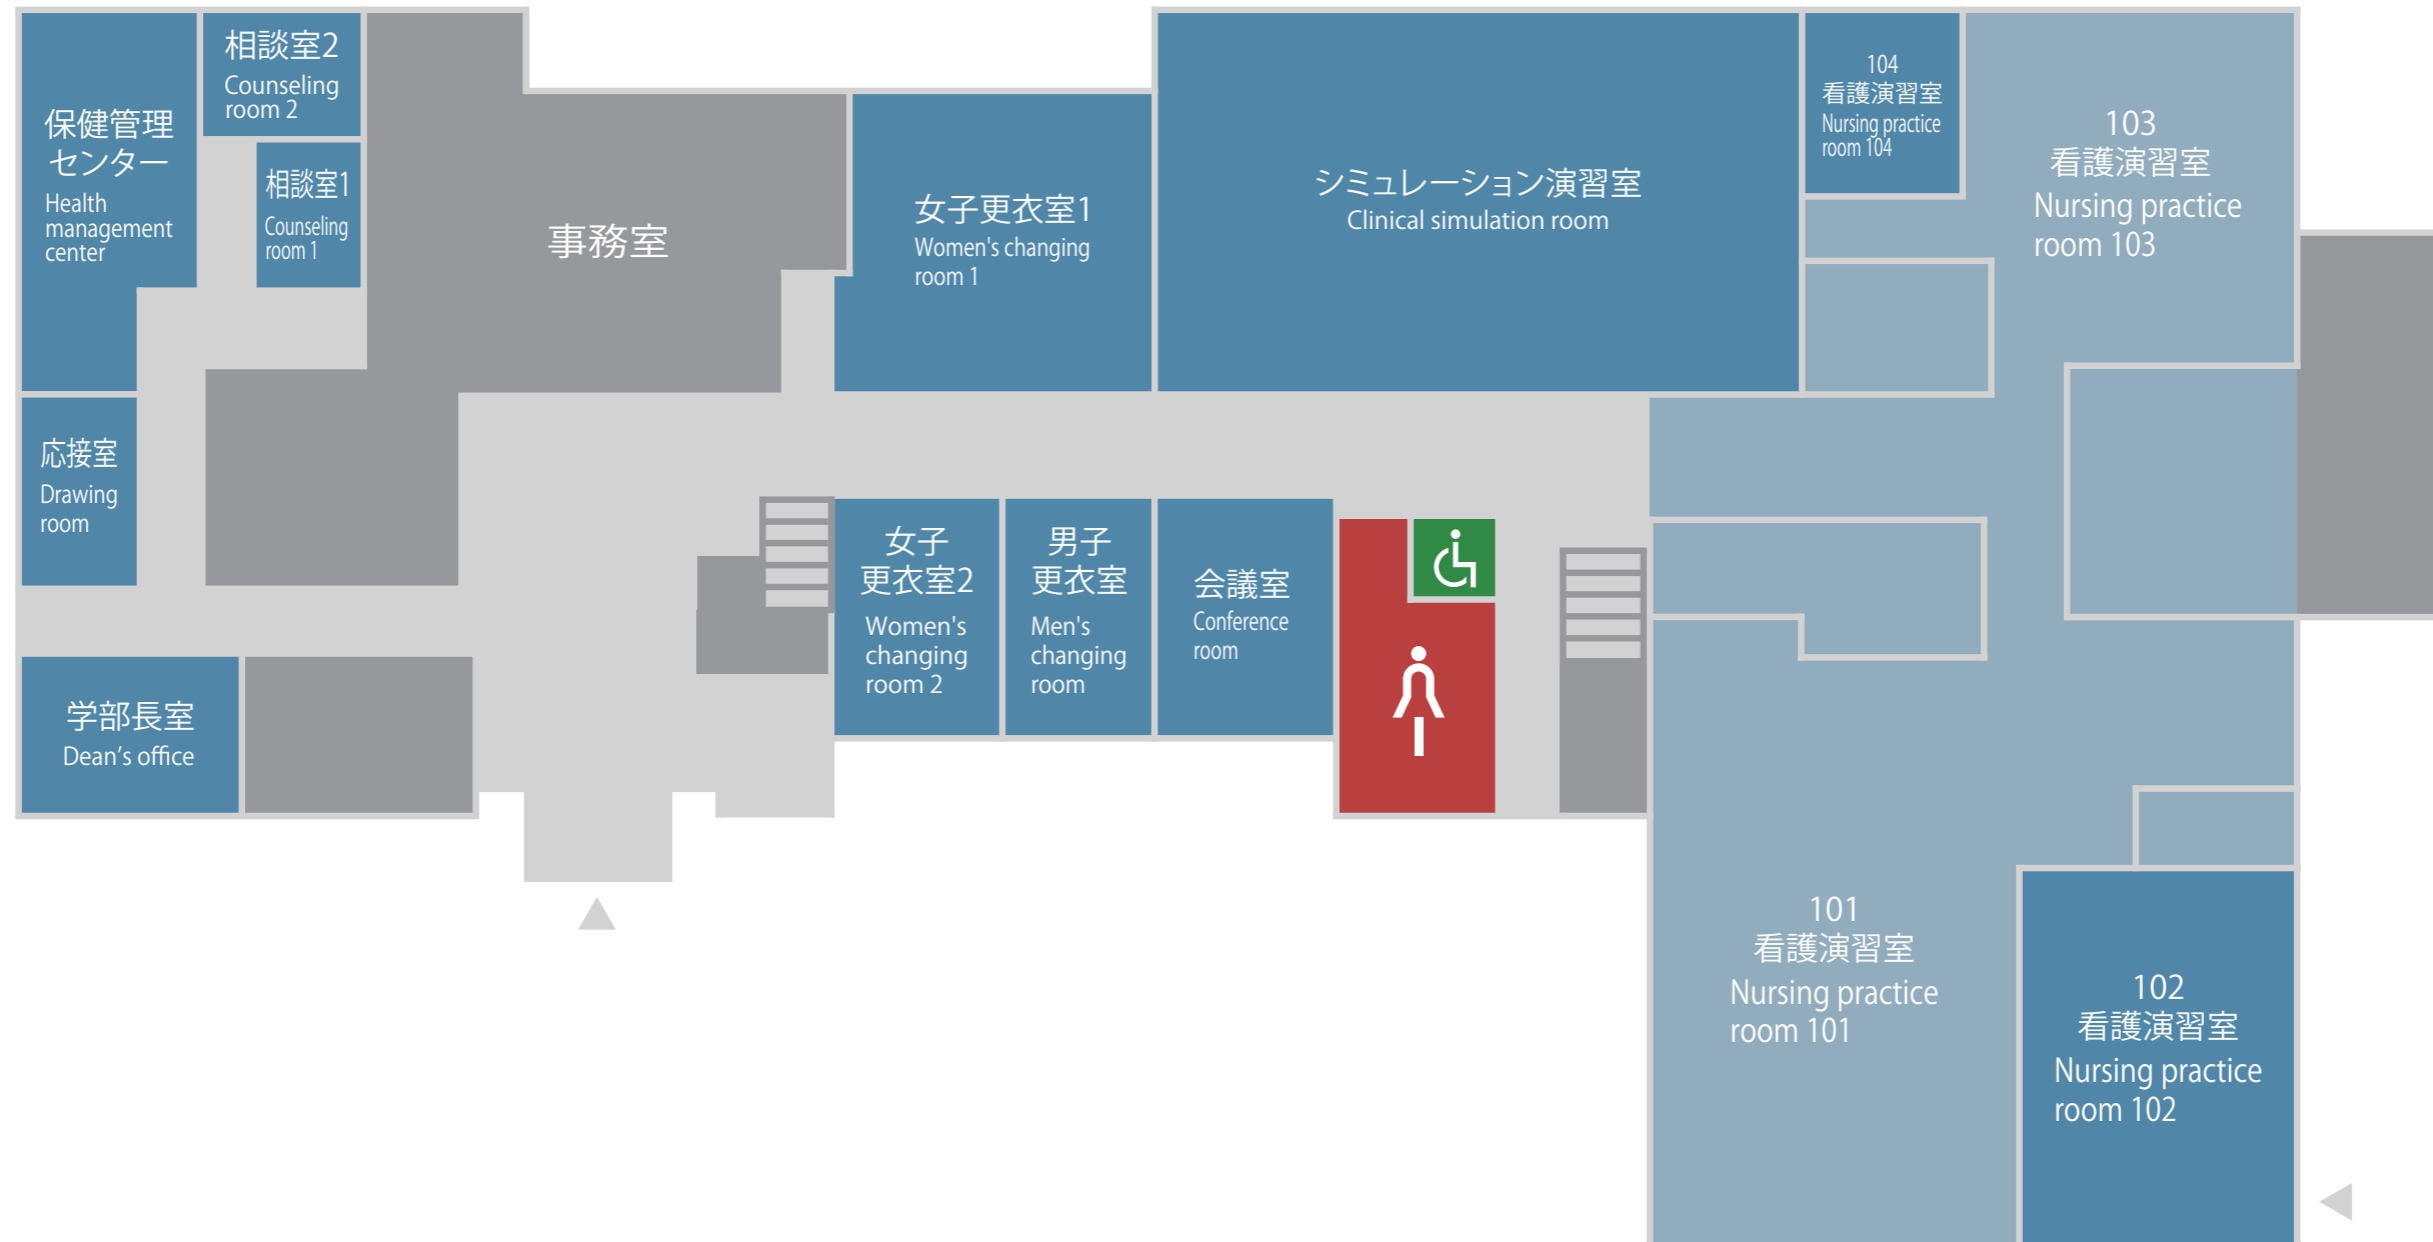 保健管理
センター
Health
management
center
相談室2
Counseling
room 2
相談室1
Counseling
room 1
事務室
女子更衣室1
Women's changing
room 1
シミュレーション演習室
Clinical simulation room
104
看護演習室
Nursing practice
room 104
103
看護演習室
Nursing practice
room 103
応接室
Drawing
room
女子
更衣室2
Women's
changing
room 2
男子
更衣室
Men's
changing
room
会議室
Conference
room
学部長室
Dean’s office
101
看護演習室
Nursing practice
room 101
102
看護演習室
Nursing practice
room 102